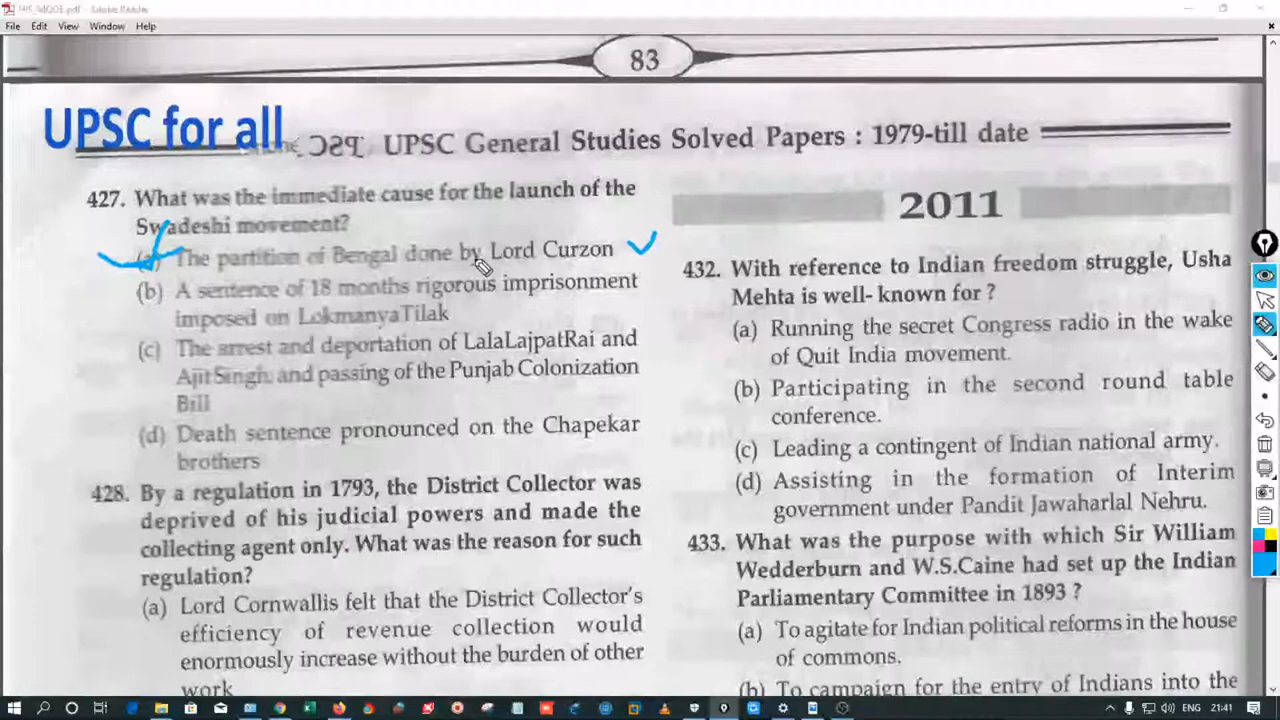 File Edit View Window Help
83
UPSC for all
UPSC General Studies Solved Papers : 1979-till date
427. What was the immediate cause for the launch of the
Swadeshi movement?
(a) The partition of Bengal done by Lord Curzon
(b) A sentence of 18 months rigorous imprisonment
imposed on LokmanyaTilak
(c) The arrest and deportation of LalaLajpatRai and
AjitSingh and passing of the Punjab Colonization
Bill
(d) Death sentence pronounced on the Chapekar
brothers
428. By a regulation in 1793, the District Collector was
deprived of his judicial powers and made the
collecting agent only. What was the reason for such
regulation?
(a) Lord Cornwallis felt that the District Collector's
efficiency of revenue collection would
enormously increase without the burden of other
work
2011
432. With reference to Indian freedom struggle, Usha
Mehta is well- known for ?
(a) Running the secret Congress radio in the wake
of Quit India movement.
(b) Participating in the second round table
conference.
(c) Leading a contingent of Indian national army.
(d) Assisting in the formation of Interim
government under Pandit Jawaharlal Nehru.
433. What was the purpose with which Sir William
Wedderburn and W.S.Caine had set up the Indian
Parliamentary Committee in 1893 ?
(a) To agitate for Indian political reforms in the house
of commons.
(b) To campaign for the entry of Indians into the
ENG 21:41